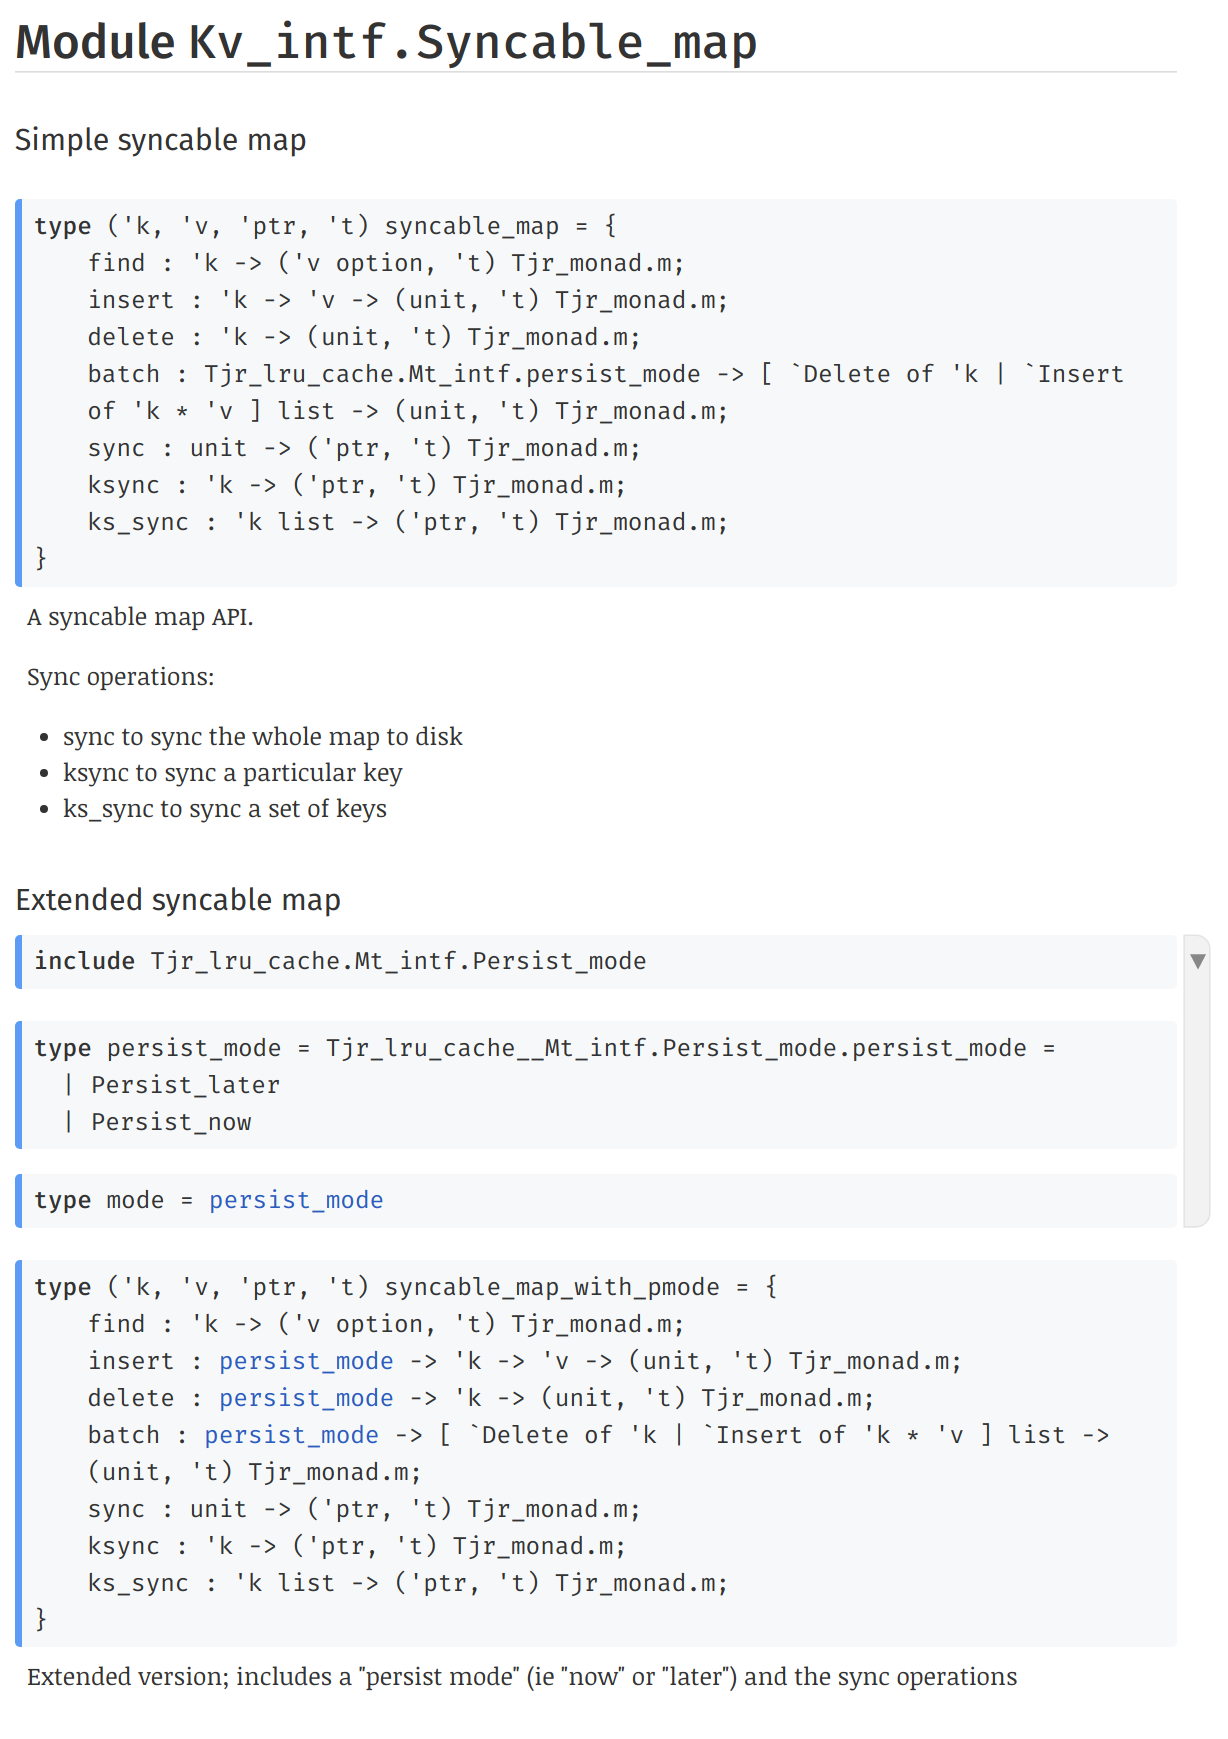 Module Kv_intf.Syncable_map
Simple syncable map
type ('k, 'v, 'ptr, 't) syncable_map = {
find : 'k -> ('v option, 't) Tjr_monad.m;
insert : 'k -> 'v -> (unit, 't) Tjr_monad.m;
delete : 'k -> (unit, 't) Tjr_monad.m;
batch : Tjr_lru_cache.Mt_intf.persist_mode -> [ `Delete of 'k | `Insert
of 'k * 'v ] list -> (unit, 't) Tjr_monad.m;
sync : unit -> ('ptr, 't) Tjr_monad.m;
ksync : 'k -> ('ptr, 't) Tjr_monad.m;
ks_sync : 'k list -> ('ptr, 't) Tjr_monad.m;
}
A syncable map API.
Sync operations:
• sync to sync the whole map to disk
• ksync to sync a particular key
• ks_sync to sync a set of keys
Extended syncable map
include Tjr_lru_cache.Mt_intf.Persist_mode
▼
type persist_mode = Tjr_lru_cache__Mt_intf.Persist_mode.persist_mode =
| Persist_later
| Persist_now
type mode = persist_mode
type ('k, 'v, 'ptr, 't) syncable_map_with_pmode = {
find : 'k -> ('v option, 't) Tjr_monad.m;
insert : persist_mode -> 'k -> 'v -> (unit, 't) Tjr_monad.m;
delete : persist_mode -> 'k -> (unit, 't) Tjr_monad.m;
batch : persist_mode -> [ `Delete of 'k | `Insert of 'k * 'v ] list ->
(unit, 't) Tjr_monad.m;
sync : unit -> ('ptr, 't) Tjr_monad.m;
ksync : 'k -> ('ptr, 't) Tjr_monad.m;
ks_sync : 'k list -> ('ptr, 't) Tjr_monad.m;
}
Extended version; includes a "persist mode" (ie "now" or "later") and the sync operations